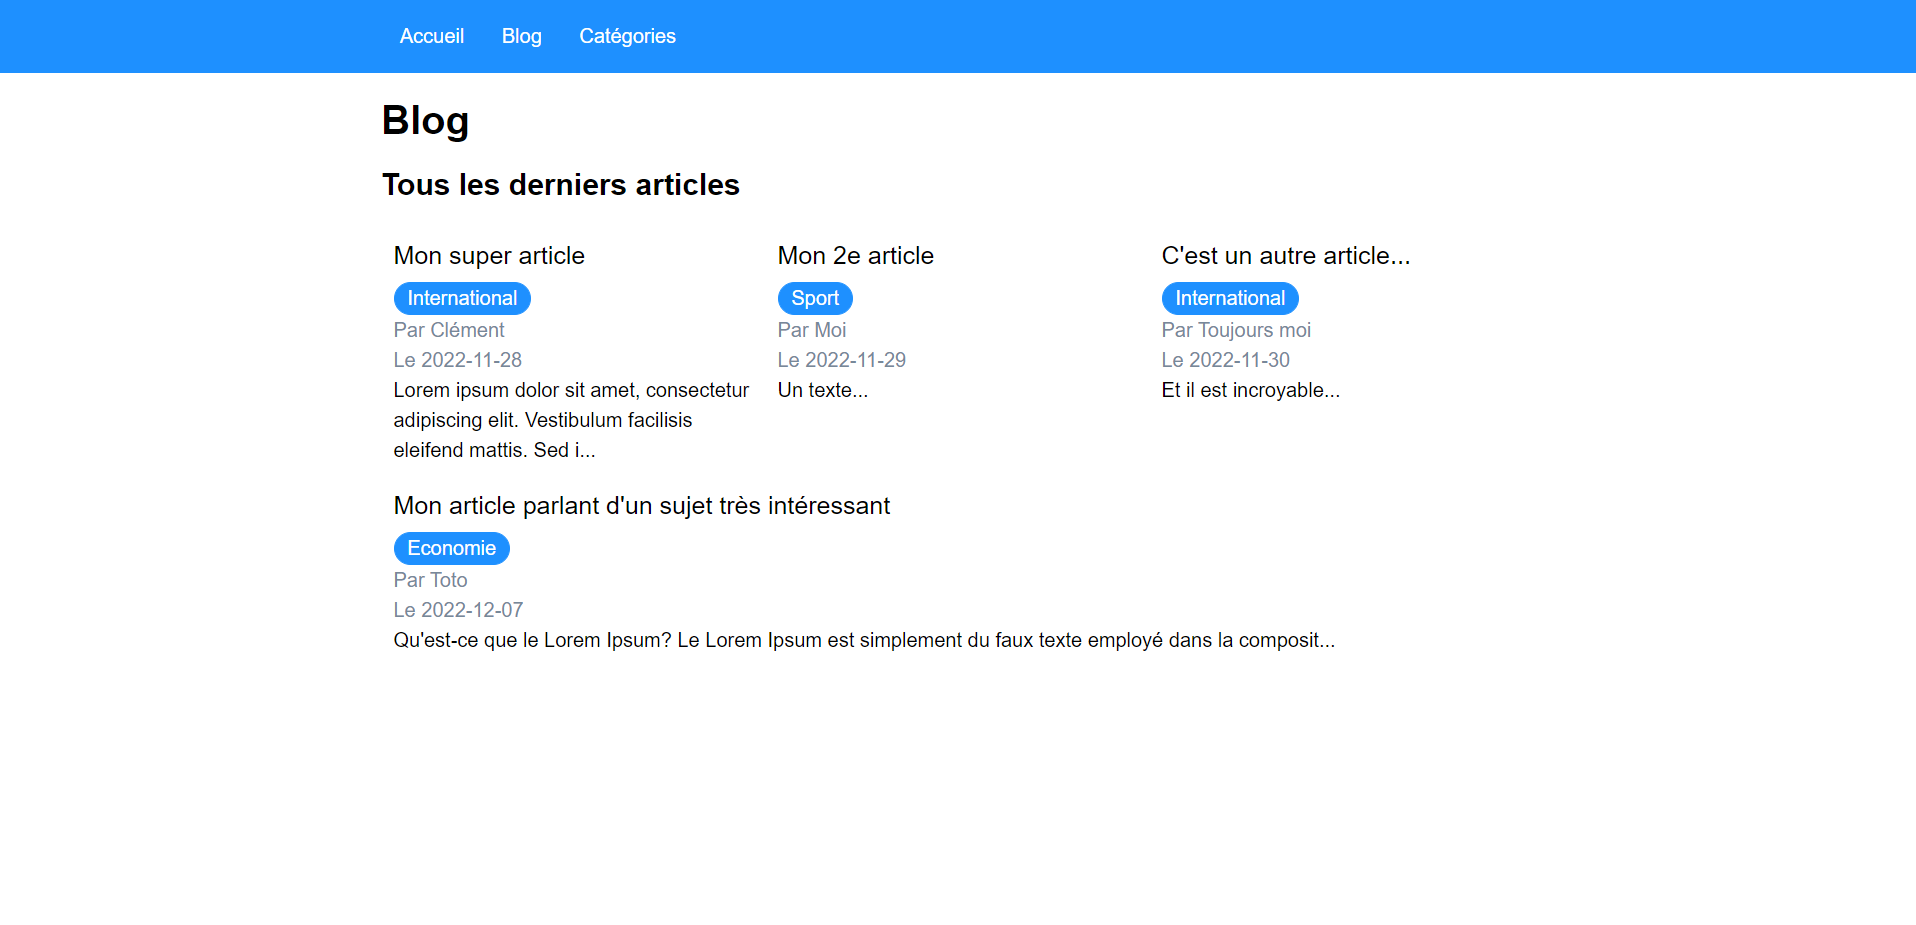 Accueil Blog Catégories
Blog
Tous les derniers articles
Mon super article
International
Par Clément
Le 2022-11-28
Lorem ipsum dolor sit amet, consectetur
adipiscing elit. Vestibulum facilisis
eleifend mattis. Sed i...
Mon 2e article
Sport
Par Moi
Le 2022-11-29
Un texte...
C'est un autre article...
International
Par Toujours moi
Le 2022-11-30
Et il est incroyable...
Mon article parlant d'un sujet très intéressant
Economie
Par Toto
Le 2022-12-07
Qu'est-ce que le Lorem Ipsum? Le Lorem Ipsum est simplement du faux texte employé dans la composit...